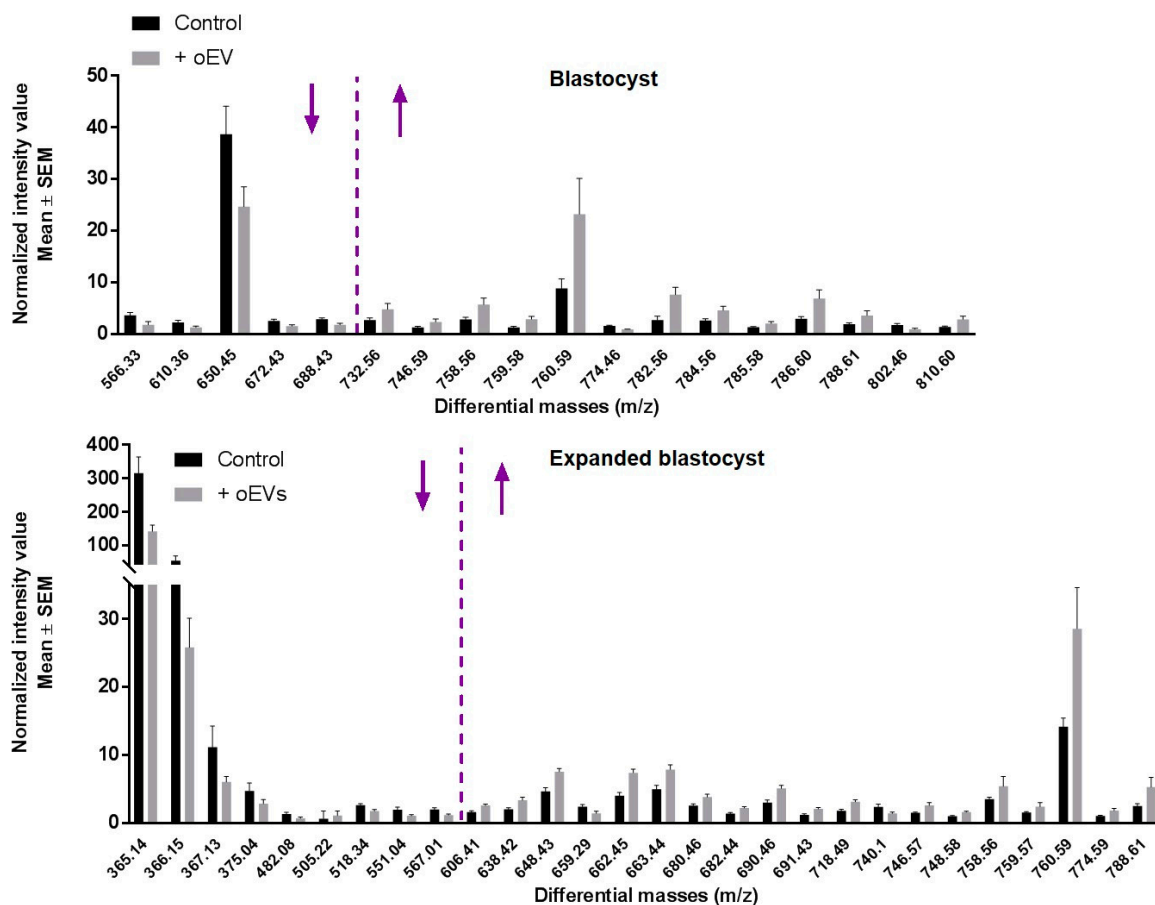 Control
+ oEV
Blastocyst
Normalized intensity value
Mean ± SEM
50
40
30
20
10
0
566.33 610.36 650.45 672.43 688.43 732.56 746.59 758.56 759.58 760.59 774.46 782.56 784.56 785.58 786.60 788.61 802.46 810.60
Differential masses (m/z)
Control
+ oEVs
Expanded blastocyst
Normalized intensity value
Mean ± SEM
400
300
200
100
30
20
10
0
365.14 366.15 367.13 375.04 482.08 505.22 518.34 551.04 567.01 606.41 638.42 648.43 659.29 662.45 663.44 680.46 682.44 690.46 691.43 718.49 740.1 746.57 748.58 758.56 759.57 760.59 774.59 788.61
Differential masses (m/z)